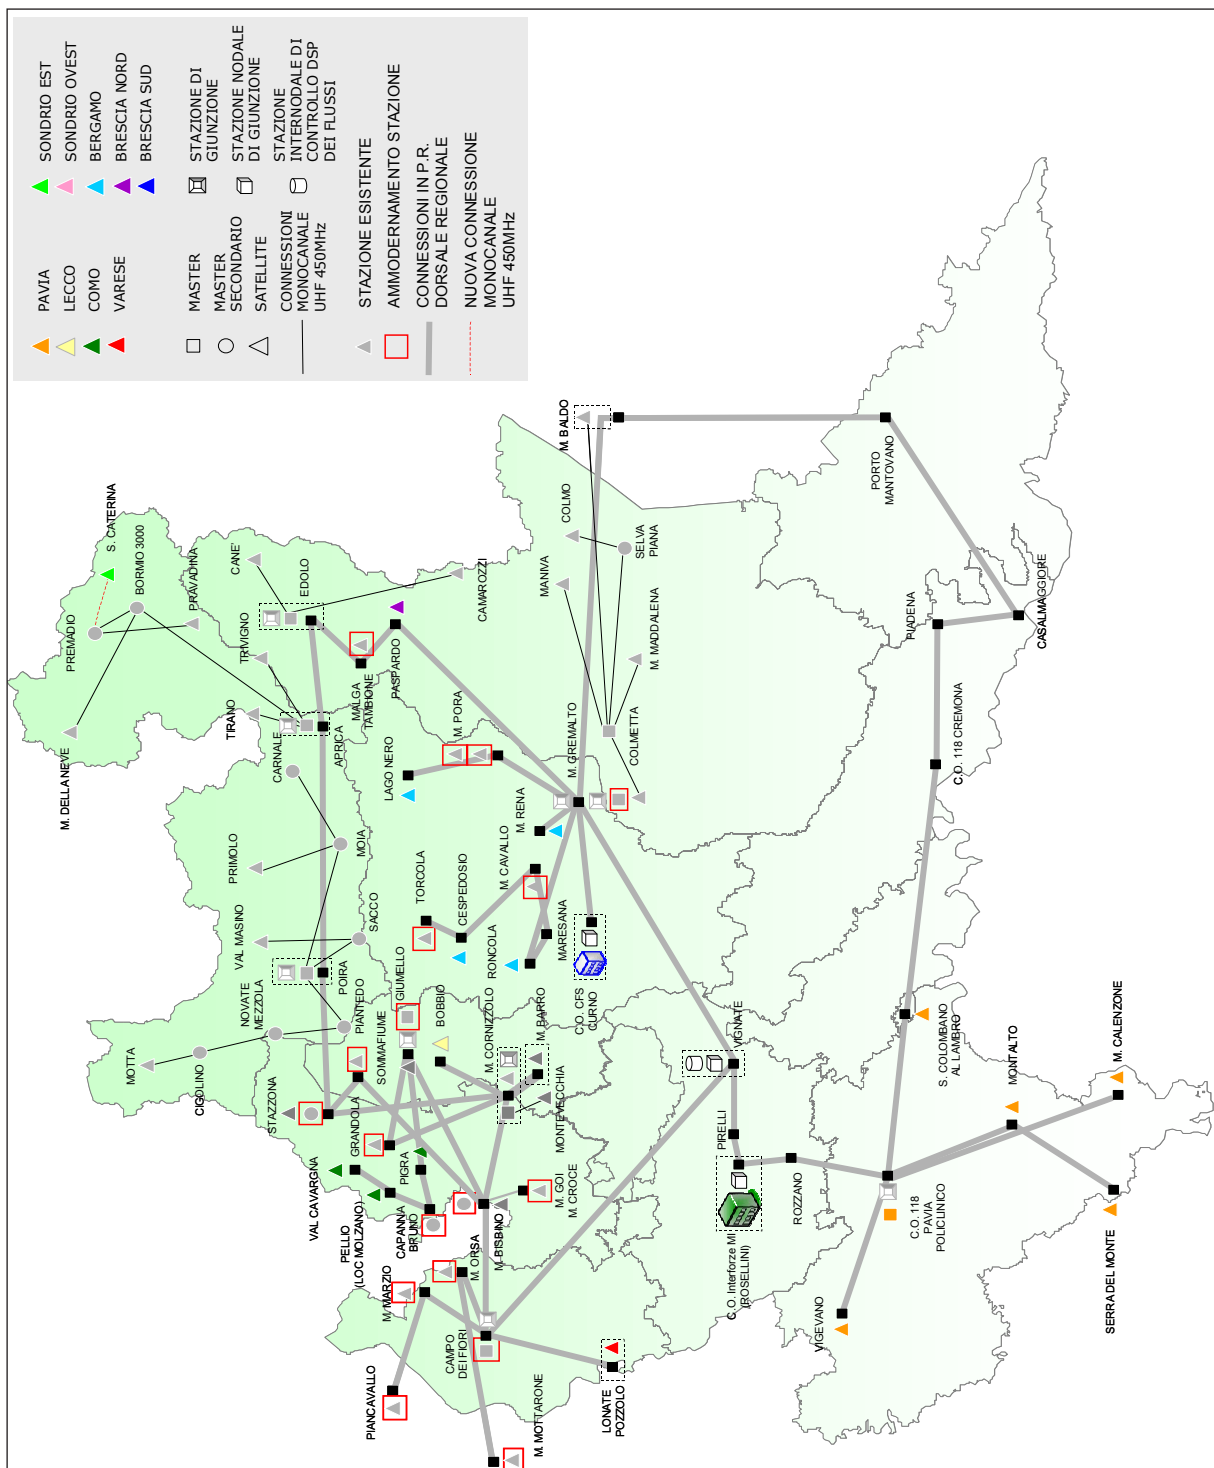 PAVIA
LECCO
COMO
VARESE
SONDRIO EST
SONDRIO OVEST
BERGAMO
BRESCIA NORD
BRESCIA SUD
MASTER
MASTER
SECONDARIO
SATELLITE
CONNESSIONI
MONOCANALE
UHF 450MHz
STAZIONE DI
GIUNZIONE
STAZIONE NODALE
DI GIUNZIONE
STAZIONE
INTERNODALE DI
CONTROLLO DSP
DEI FLUSSI
STAZIONE ESISTENTE
AMMODERNAMENTO STAZIONE
CONNESSIONI IN P.R.
DORSALE REGIONALE
NUOVA CONNESSIONE
MONOCANALE
UHF 450MHz
S. CATERINA
BORMIO 3000
PREMADIO
PRAVADINA
M. DELLA NEVE
CANE'
EDOLO
TRIVIGNO
TIRANO
CARNALE
APRICA
CAMAROZZI
MALGA
TAMBIONE
PASPARDO
M. PORA
LAGO NERO
PRIMOLO
MOIA
VAL MASINO
SACCO
POIRA
NOVATE
MEZZOLA
PIANTEDO
MOTTA
CIGOLINO
STAZZONA
SOMMAFIUME
GIUMELLO
BOBBIO
GRANDOLA
VAL CAVARGNA
PIGRA
PELLIO
(LOC MOLZANO)
CAPANNA
BRUNO
M. CORNIZZOLO
M. BARRO
MONTEVECCHIA
TORCOLA
CESPEDOSIO
M. CAVALLO
M. RENA
M. GREMALTO
RONCOLA
MARESANA
C.O. CFS
CURNO
M. BALDO
COLMO
MANIVA
SELVA
PIANA
M. MADDALENA
COLMETTA
PORTO
MANTOVANO
PIADENA
CASALMAGGIORE
C.O. 118 CREMONA
M. GOI
M. CROCE
M. BISBINO
M. ORSA
M. MARZIO
CAMPO
DEI FIORI
PIANCAVALLO
M. MOTTARONE
LONATE
POZZOLO
VIGNATE
PIRELLI
C.O. Interforze MI
(ROSELLINI)
ROZZANO
S. COLOMBANO
AL LAMBRO
C.O. 118
PAVIA
POLICLINICO
MONTALTO
M. CALENZONE
SERRA DEL MONTE
VIGEVANO